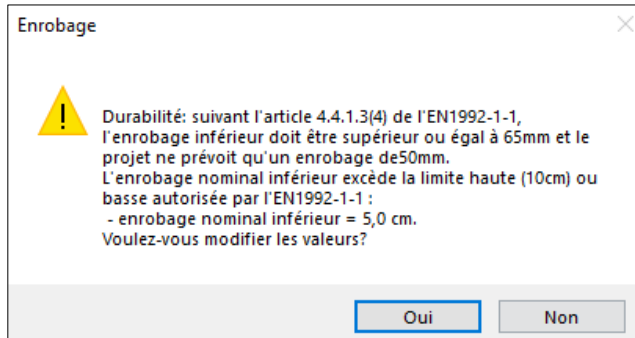 Enrobage
Durabilité: suivant l'article 4.4.1.3(4) de l'EN1992-1-1,
l'enrobage inférieur doit être supérieur ou égal à 65mm et le
projet ne prévoit qu'un enrobage de50mm.
L'enrobage nominal inférieur excède la limite haute (10cm) ou
basse autorisée par l'EN1992-1-1 :
- enrobage nominal inférieur = 5,0 cm.
Voulez-vous modifier les valeurs?
Oui
Non